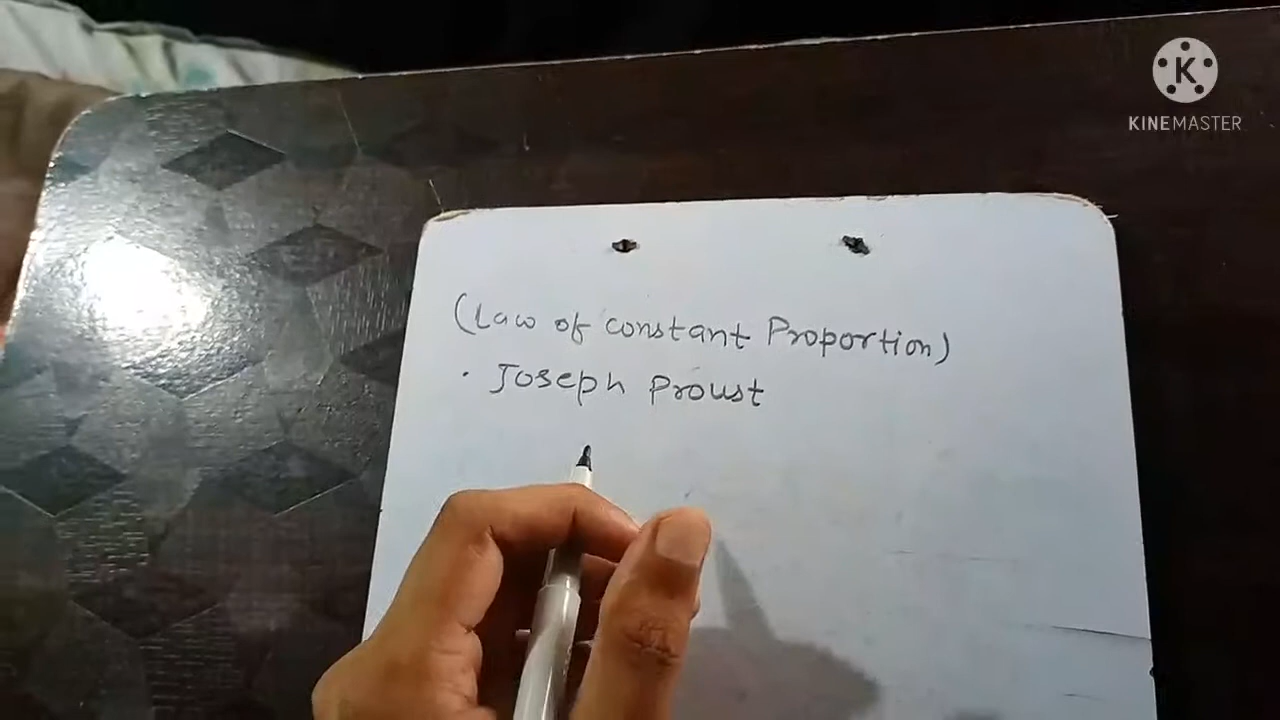 K
KINEMASTER
(Law of constant Proportion)
• Joseph Proust